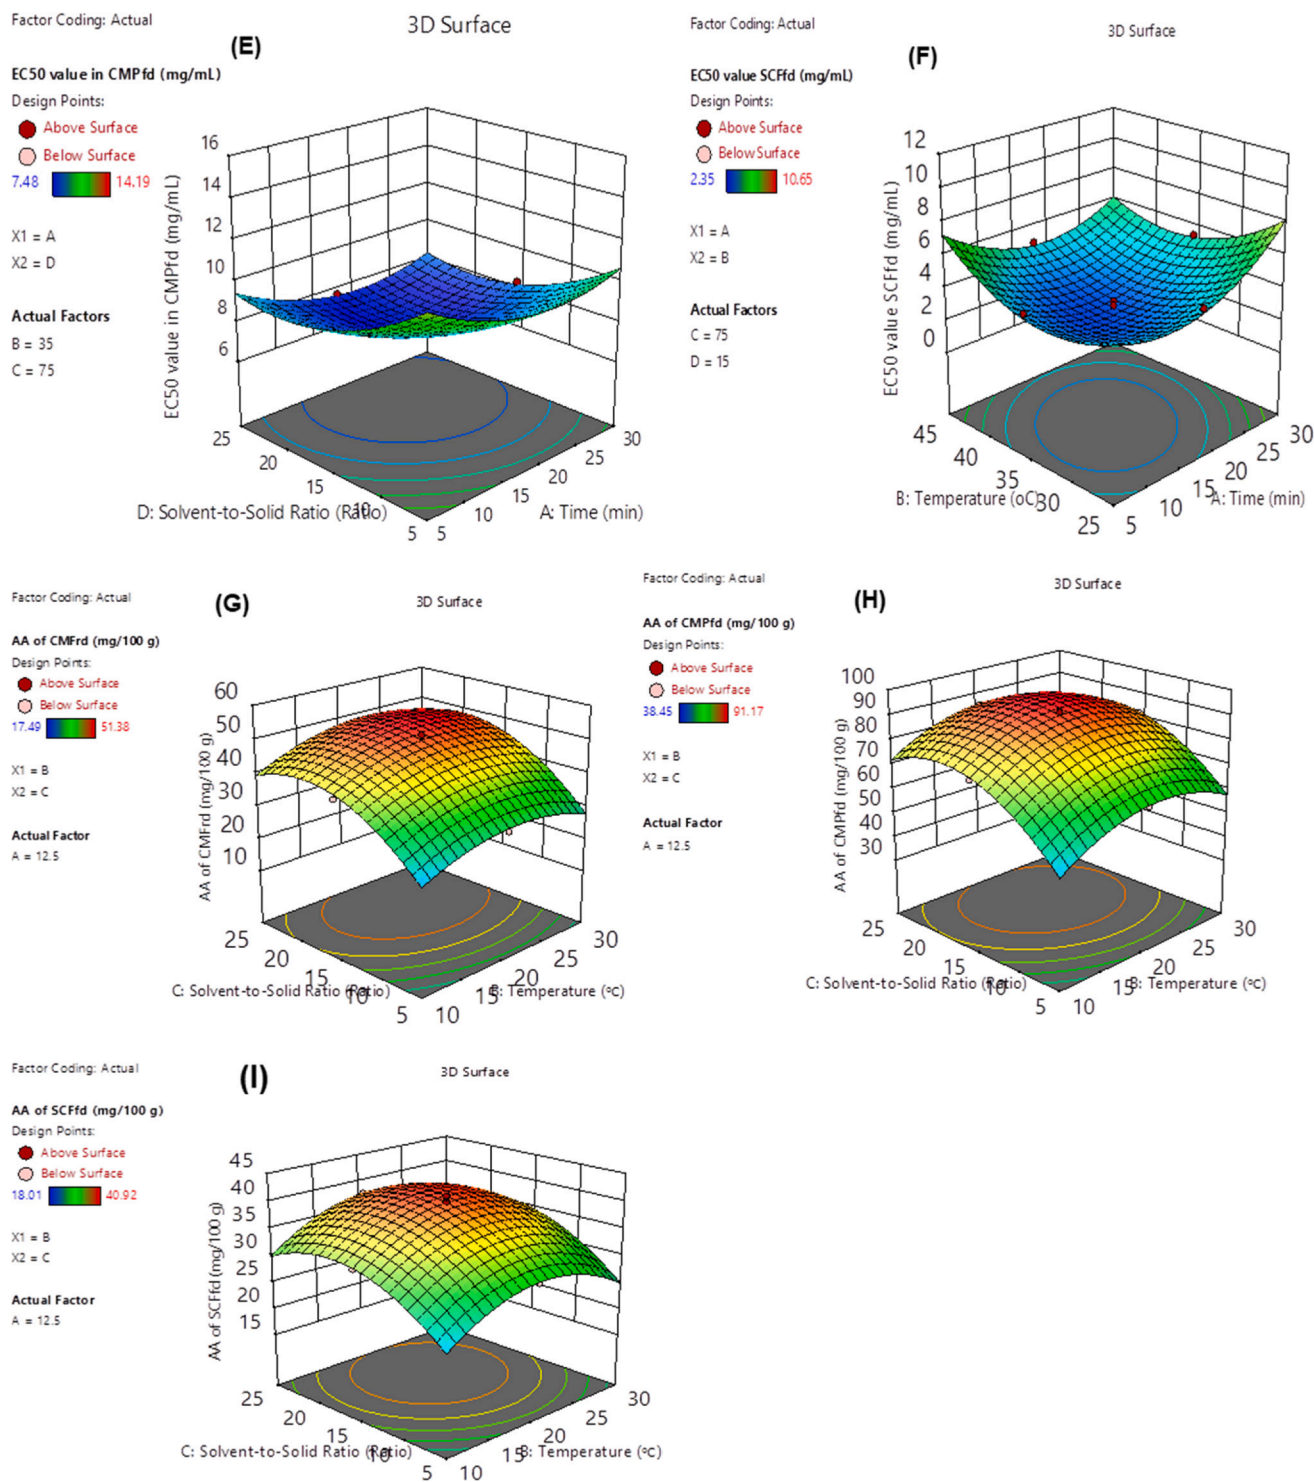 Factor Coding: Actual
(E)
3D Surface
EC50 value in CMPfd (mg/mL)
Design Points:
Above Surface
Below Surface
7.48 14.19
X1 = A
X2 = D
Actual Factors
B = 35
C = 75
EC50 value in CMPfd (mg/mL)
16
14
12
10
8
6
25
20
15
10
5
D: Solvent-to-Solid Ratio (Ratio)
5
10
15
20
25
30
A: Time (min)
Factor Coding: Actual
(F)
3D Surface
EC50 value SCFfd (mg/mL)
Design Points:
Above Surface
Below Surface
2.35 10.65
X1 = A
X2 = B
Actual Factors
C = 75
D = 15
EC50 value SCFfd (mg/mL)
12
10
8
6
4
2
0
45
40
35
30
25
B: Temperature (oC)
5
10
15
20
25
30
A: Time (min)
Factor Coding: Actual
(G)
3D Surface
AA of CMFrd (mg/100 g)
Design Points:
Above Surface
Below Surface
17.49 51.38
X1 = B
X2 = C
Actual Factor
A = 12.5
AA of CMFrd (mg/100 g)
60
50
40
30
20
10
25
20
15
10
5
C: Solvent-to-Solid Ratio (Ratio)
10
15
20
25
30
B: Temperature (ºC)
Factor Coding: Actual
(H)
3D Surface
AA of CMPfd (mg/100 g)
Design Points:
Above Surface
Below Surface
38.45 91.17
X1 = B
X2 = C
Actual Factor
A = 12.5
AA of CMPfd (mg/100 g)
100
90
80
70
60
50
40
30
25
20
15
10
5
C: Solvent-to-Solid Ratio (Ratio)
10
15
20
25
30
B: Temperature (ºC)
Factor Coding: Actual
(I)
3D Surface
AA of SCFfd (mg/100 g)
Design Points:
Above Surface
Below Surface
18.01 40.92
X1 = B
X2 = C
Actual Factor
A = 12.5
AA of SCFfd (mg/100 g)
45
40
35
30
25
20
15
25
20
15
10
5
C: Solvent-to-Solid Ratio (Ratio)
10
15
20
25
30
B: Temperature (ºC)